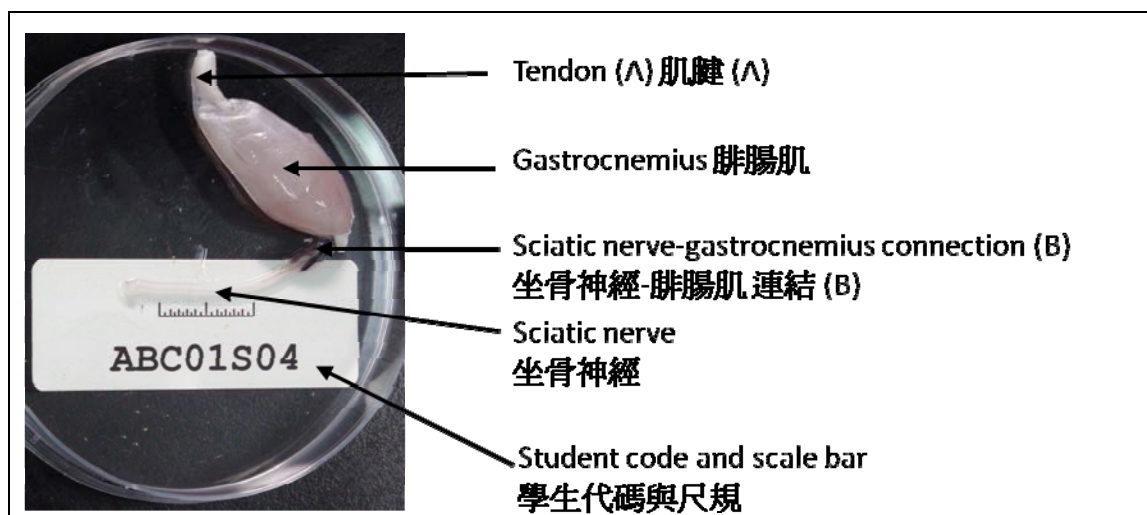 Tendon (A) 肌腱 (A)
Gastrocnemius 腓腸肌
Sciatic nerve-gastrocnemius connection (B)
坐骨神經-腓腸肌 連結 (B)
Sciatic nerve
坐骨神經
ABC01S04
Student code and scale bar
學生代碼與尺規